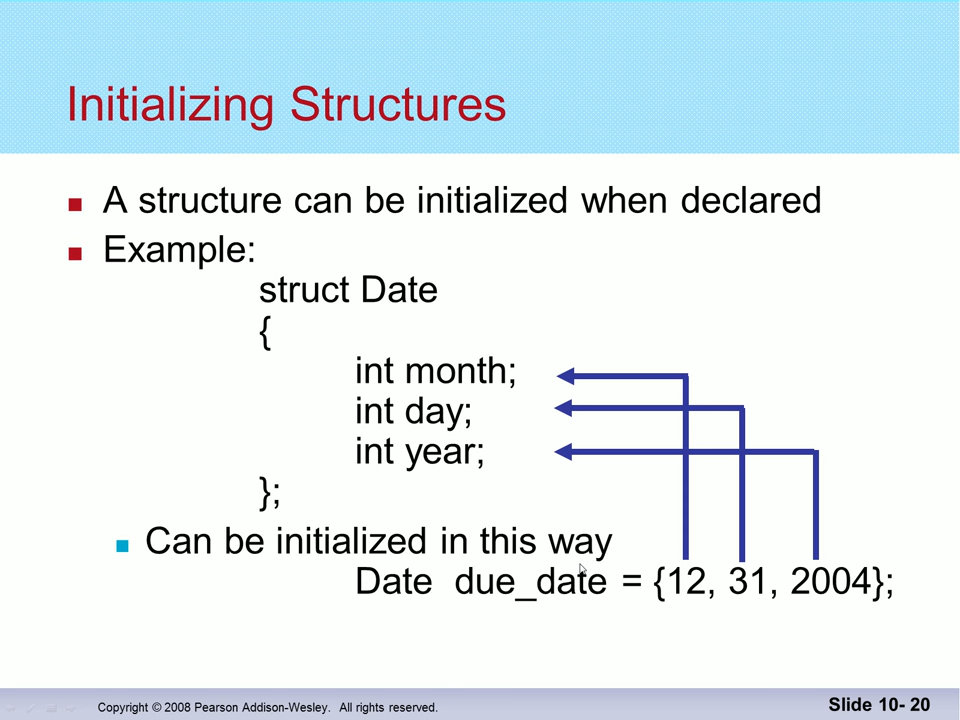 Initializing Structures
A structure can be initialized when declared
Example:
struct Date
{
int month;
int day;
int year;
};
Can be initialized in this way
Date due_date = {12, 31, 2004};
Copyright © 2008 Pearson Addison-Wesley. All rights reserved.
Slide 10- 20